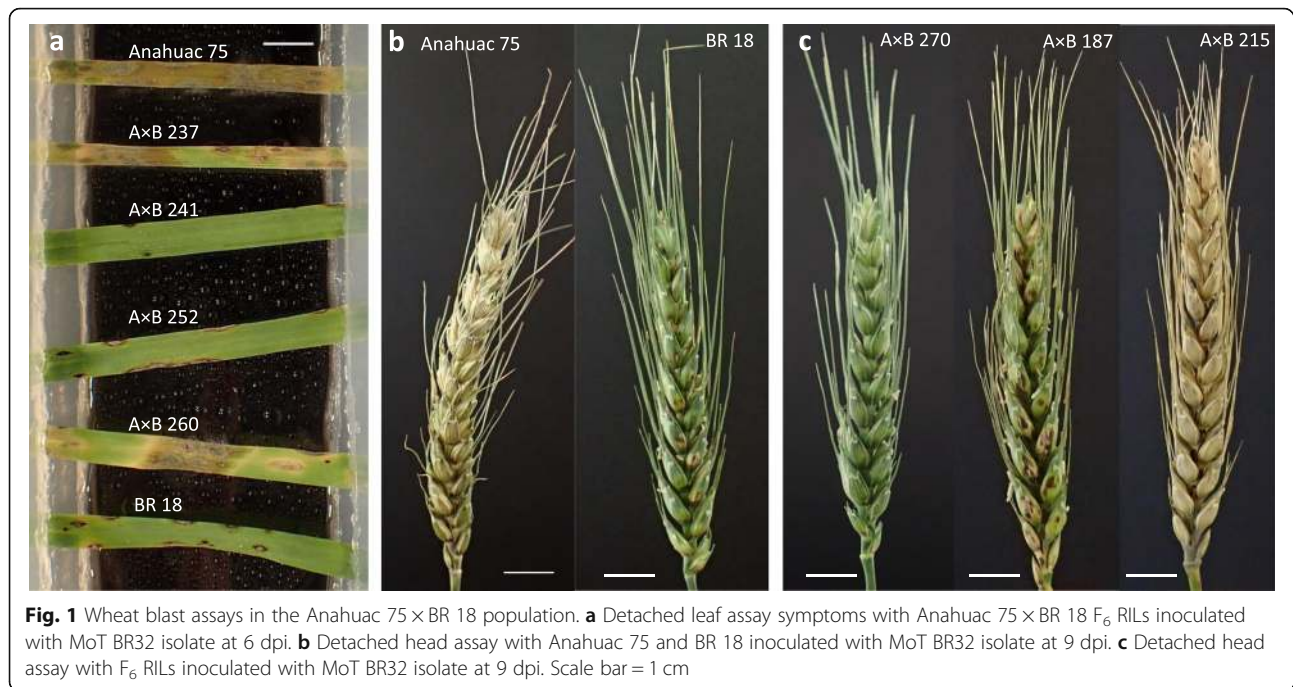 a
Anahuac 75
A×B 237
A×B 241
A×B 252
A×B 260
BR 18
b
Anahuac 75
BR 18
c
A×B 270
A×B 187
A×B 215
Fig. 1 Wheat blast assays in the Anahuac 75 × BR 18 population. a Detached leaf assay symptoms with Anahuac 75 × BR 18 F₆ RILs inoculated
with MoT BR32 isolate at 6 dpi. b Detached head assay with Anahuac 75 and BR 18 inoculated with MoT BR32 isolate at 9 dpi. c Detached head
assay with F₆ RILs inoculated with MoT BR32 isolate at 9 dpi. Scale bar = 1 cm